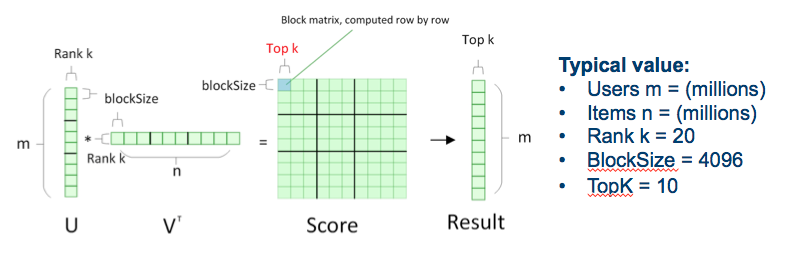 Block matrix, computed row by row
Rank k
Top k
Top k
blockSize
blockSize
m
*
Rank k
n
=
m
U
Vᵀ
Score
Result
Typical value:
• Users m = (millions)
• Items n = (millions)
• Rank k = 20
• BlockSize = 4096
• TopK = 10